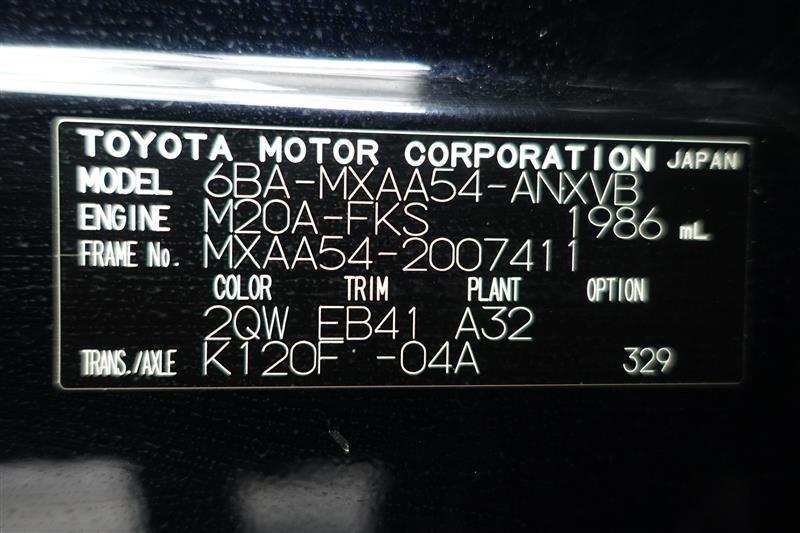 TOYOTA MOTOR CORPORATION JAPAN
MODEL 6BA-MXAA54-ANXVB
ENGINE M20A-FKS 1986 mL
FRAME No. MXAA54-2007411
COLOR TRIM PLANT OPTION
2QW EB41 A32
TRANS./AXLE K120F -04A 329